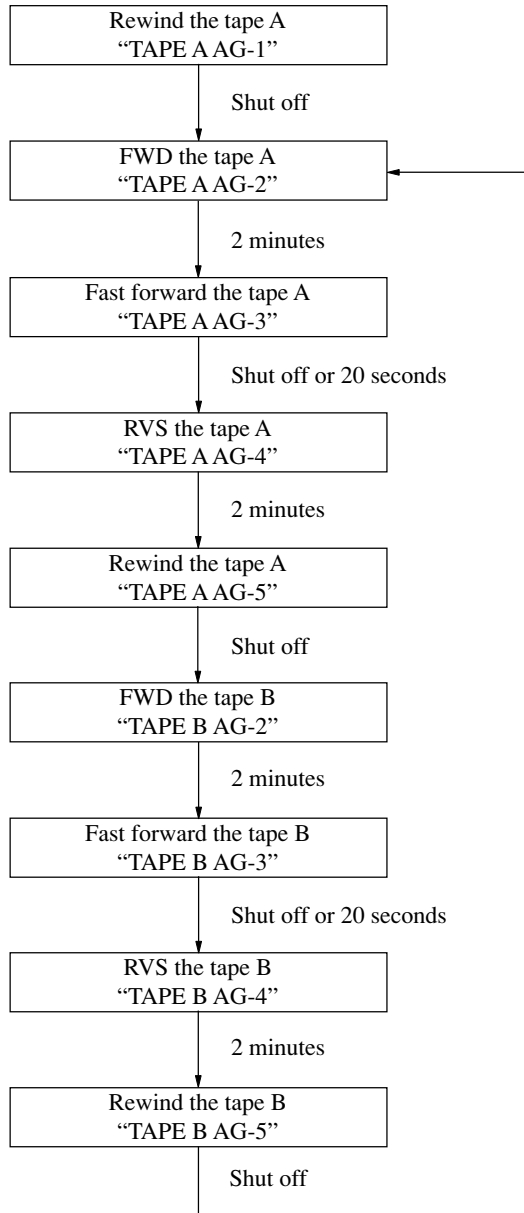 Rewind the tape A
“TAPE A AG-1”
Shut off
FWD the tape A
“TAPE A AG-2”
2 minutes
Fast forward the tape A
“TAPE A AG-3”
Shut off or 20 seconds
RVS the tape A
“TAPE A AG-4”
2 minutes
Rewind the tape A
“TAPE A AG-5”
Shut off
FWD the tape B
“TAPE B AG-2”
2 minutes
Fast forward the tape B
“TAPE B AG-3”
Shut off or 20 seconds
RVS the tape B
“TAPE B AG-4”
2 minutes
Rewind the tape B
“TAPE B AG-5”
Shut off